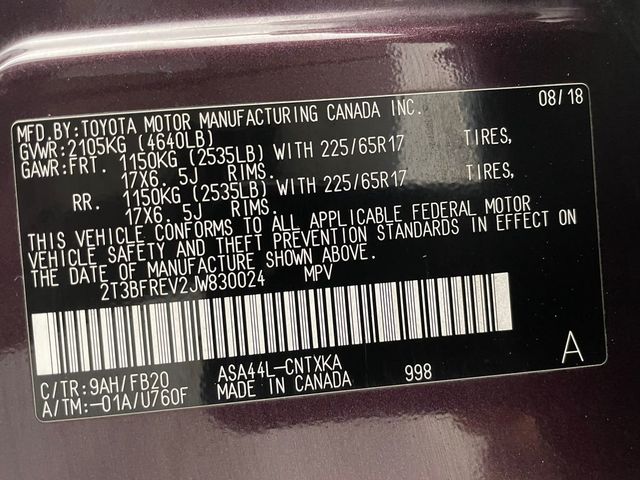 08/18
MFD.BY:TOYOTA MOTOR MANUFACTURING CANADA INC.
GVWR:2105KG (4640LB)
GAWR:FRT. 1150KG (2535LB) WITH 225/65R17 TIRES,
17X6. 5J RIMS.
RR. 1150KG (2535LB) WITH 225/65R17 TIRES,
17X6. 5J RIMS.
THIS VEHICLE CONFORMS TO ALL APPLICABLE FEDERAL MOTOR
VEHICLE SAFETY AND THEFT PREVENTION STANDARDS IN EFFECT ON
THE DATE OF MANUFACTURE SHOWN ABOVE.
2T3BFREV2JW830024 MPV
C/TR:9AH/FB20 ASA44L-CNTXKA 998 A
A/TM:-01A/U760F MADE IN CANADA